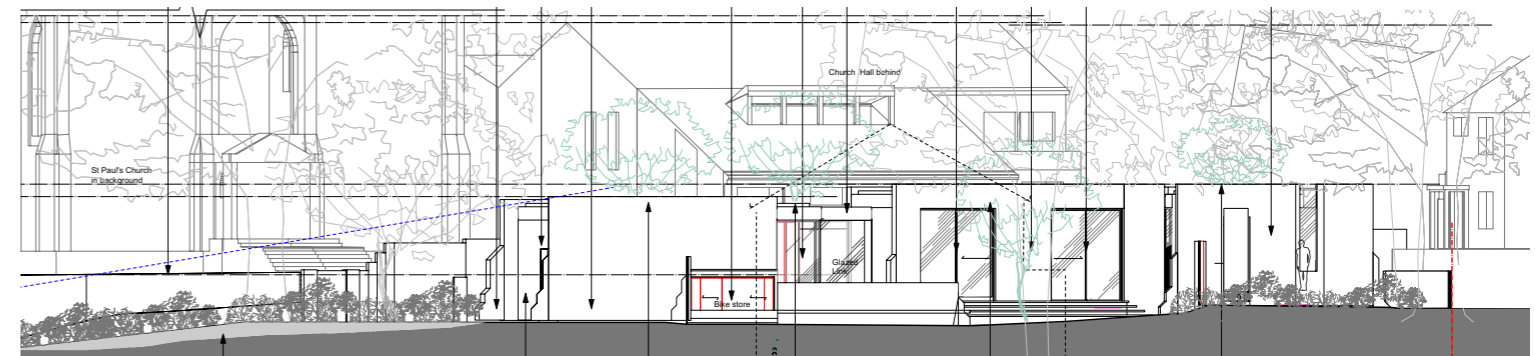 Church Hall behind
St Paul's Church
in background
Glazed
Link
Bike store